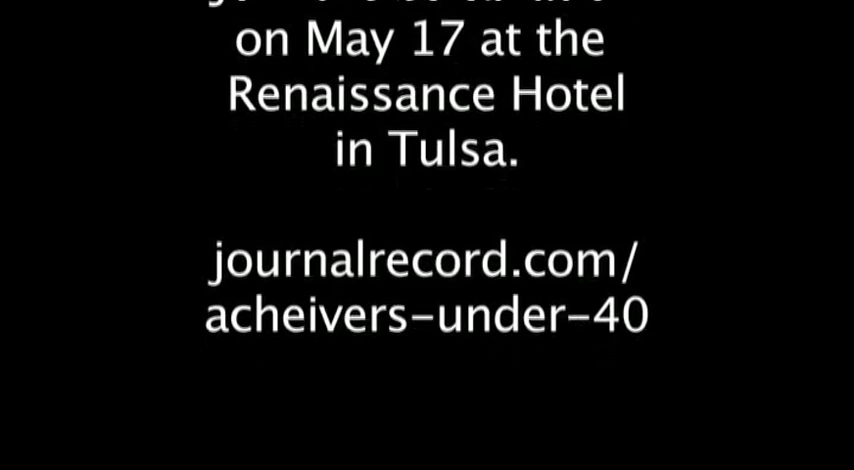 on May 17 at the
Renaissance Hotel
in Tulsa.
journalrecord.com/
acheivers-under-40